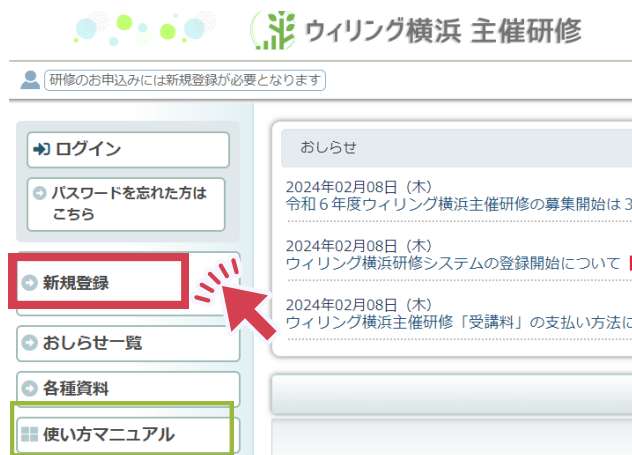 ウィリング横浜 主催研修
研修のお申込みには新規登録が必要となります
ログイン
パスワードを忘れた方は
こちら
新規登録
おしらせ一覧
各種資料
使い方マニュアル
おしらせ
2024年02月08日 (木)
令和６年度ウィリング横浜主催研修の募集開始は３
2024年02月08日 (木)
ウィリング横浜研修システムの登録開始について
2024年02月08日 (木)
ウィリング横浜主催研修「受講料」の支払い方法に